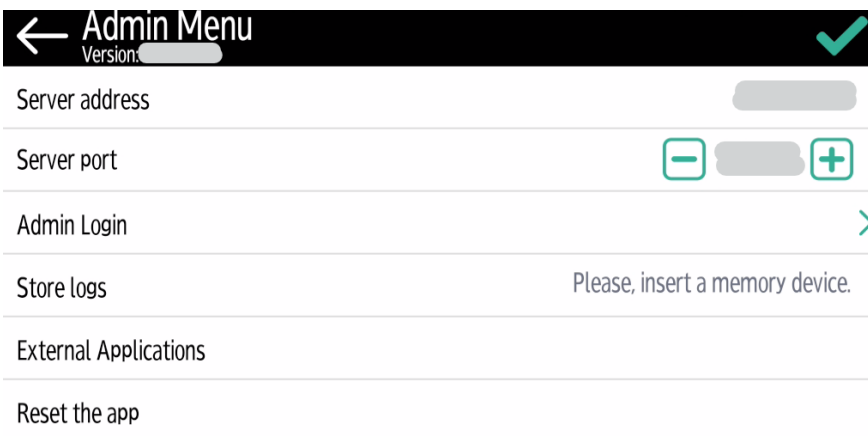 Admin Menu
Version:
Server address
Server port
Admin Login
Store logs
Please, insert a memory device.
External Applications
Reset the app